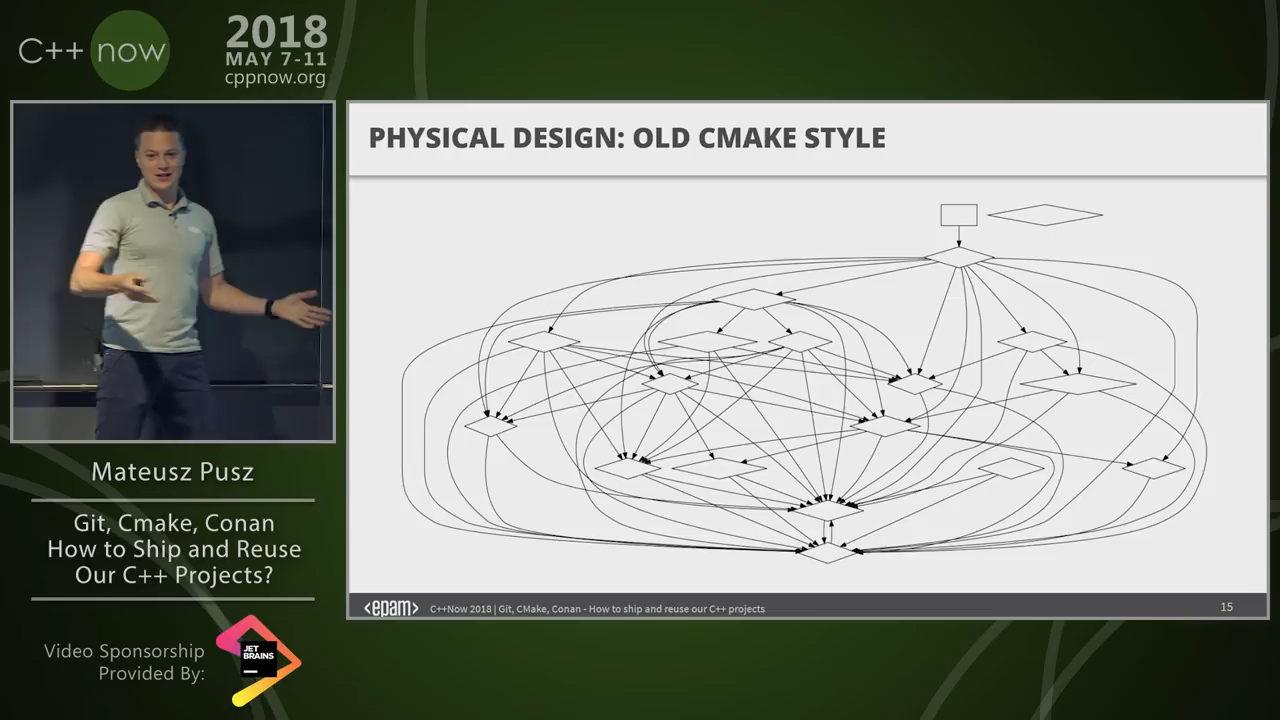 C++ now
2018
MAY 7-11
cppnow.org
PHYSICAL DESIGN: OLD CMAKE STYLE
Mateusz Pusz
Git, Cmake, Conan
How to Ship and Reuse
Our C++ Projects?
Video Sponsorship
Provided By:
JET
BRAINS
<epam>
C++Now 2018 | Git, CMake, Conan - How to ship and reuse our C++ projects
15